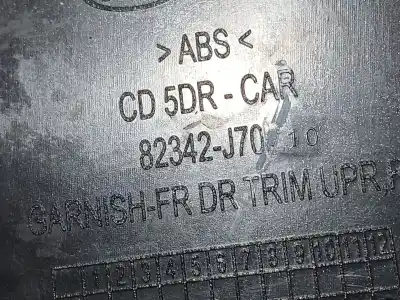 >ABS<
CD 5DR - CAR
82342-J70 10
GARNISH-FR DR TRIM UPR,
1 2 3 4 5 6 7 8 9 10 11 12